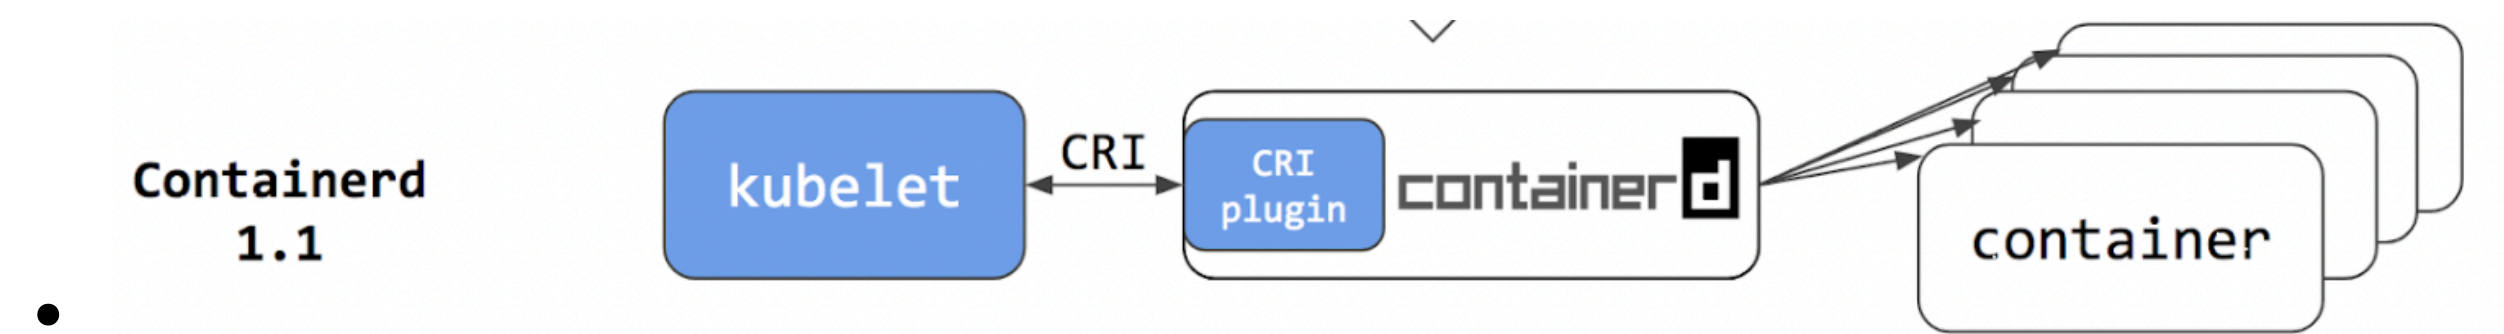 Containerd
1.1
kubelet
CRI
CRI
plugin
containerd
container